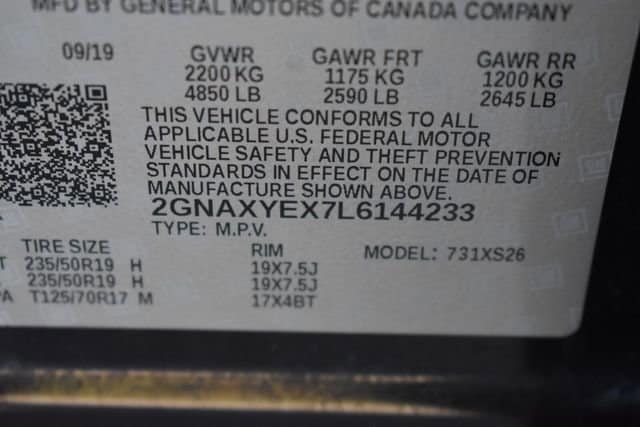 MFD BY GENERAL MOTORS OF CANADA COMPANY
09/19 GVWR GAWR FRT GAWR RR
2200 KG 1175 KG 1200 KG
4850 LB 2590 LB 2645 LB
THIS VEHICLE CONFORMS TO ALL
APPLICABLE U.S. FEDERAL MOTOR
VEHICLE SAFETY AND THEFT PREVENTION
STANDARDS IN EFFECT ON THE DATE OF
MANUFACTURE SHOWN ABOVE.
2GNAXYEX7L6144233
TYPE: M.P.V. MODEL: 731XS26
TIRE SIZE RIM
T 235/50R19 H 19X7.5J
235/50R19 H 19X7.5J
PA T125/70R17 M 17X4BT